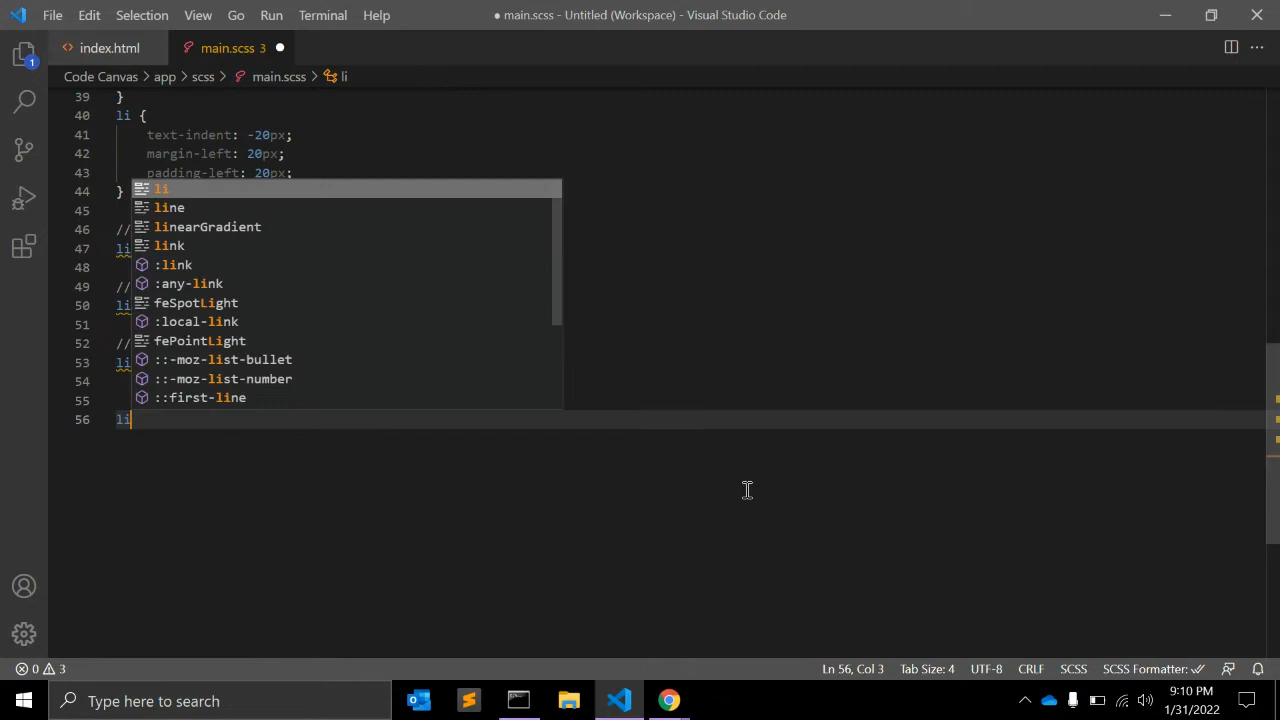 File Edit Selection View Go Run Terminal Help
● main.scss - Untitled (Workspace) - Visual Studio Code
1
<> index.html
main.scss 3 ●
Code Canvas > app > scss > main.scss > li
39 }
40 li {
41 text-indent: -20px;
42 margin-left: 20px;
43 padding-left: 20px;
44 }
li
45
line
46 //
linearGradient
47 li
link
48
:link
49 //
:any-link
50 li
feSpotLight
51
:local-link
52 //
fePointLight
53 li
::-moz-list-bullet
54
::-moz-list-number
55
::first-line
56 li
0 3
Ln 56, Col 3 Tab Size: 4 UTF-8 CRLF SCSS SCSS Formatter:
Type here to search
9:10 PM
1/31/2022